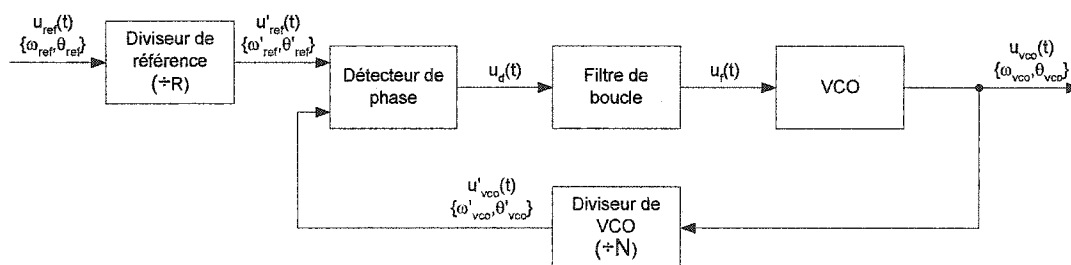 u_ref(t)
{ω_ref,θ_ref}
Diviseur de
référence
(÷R)
u'_ref(t)
{ω'_ref,θ'_ref}
Détecteur de
phase
u_d(t)
Filtre de
boucle
u_f(t)
VCO
u_vco(t)
{ω_vco,θ_vco}
u'_vco(t)
{ω'_vco,θ'_vco}
Diviseur de
VCO
(÷N)